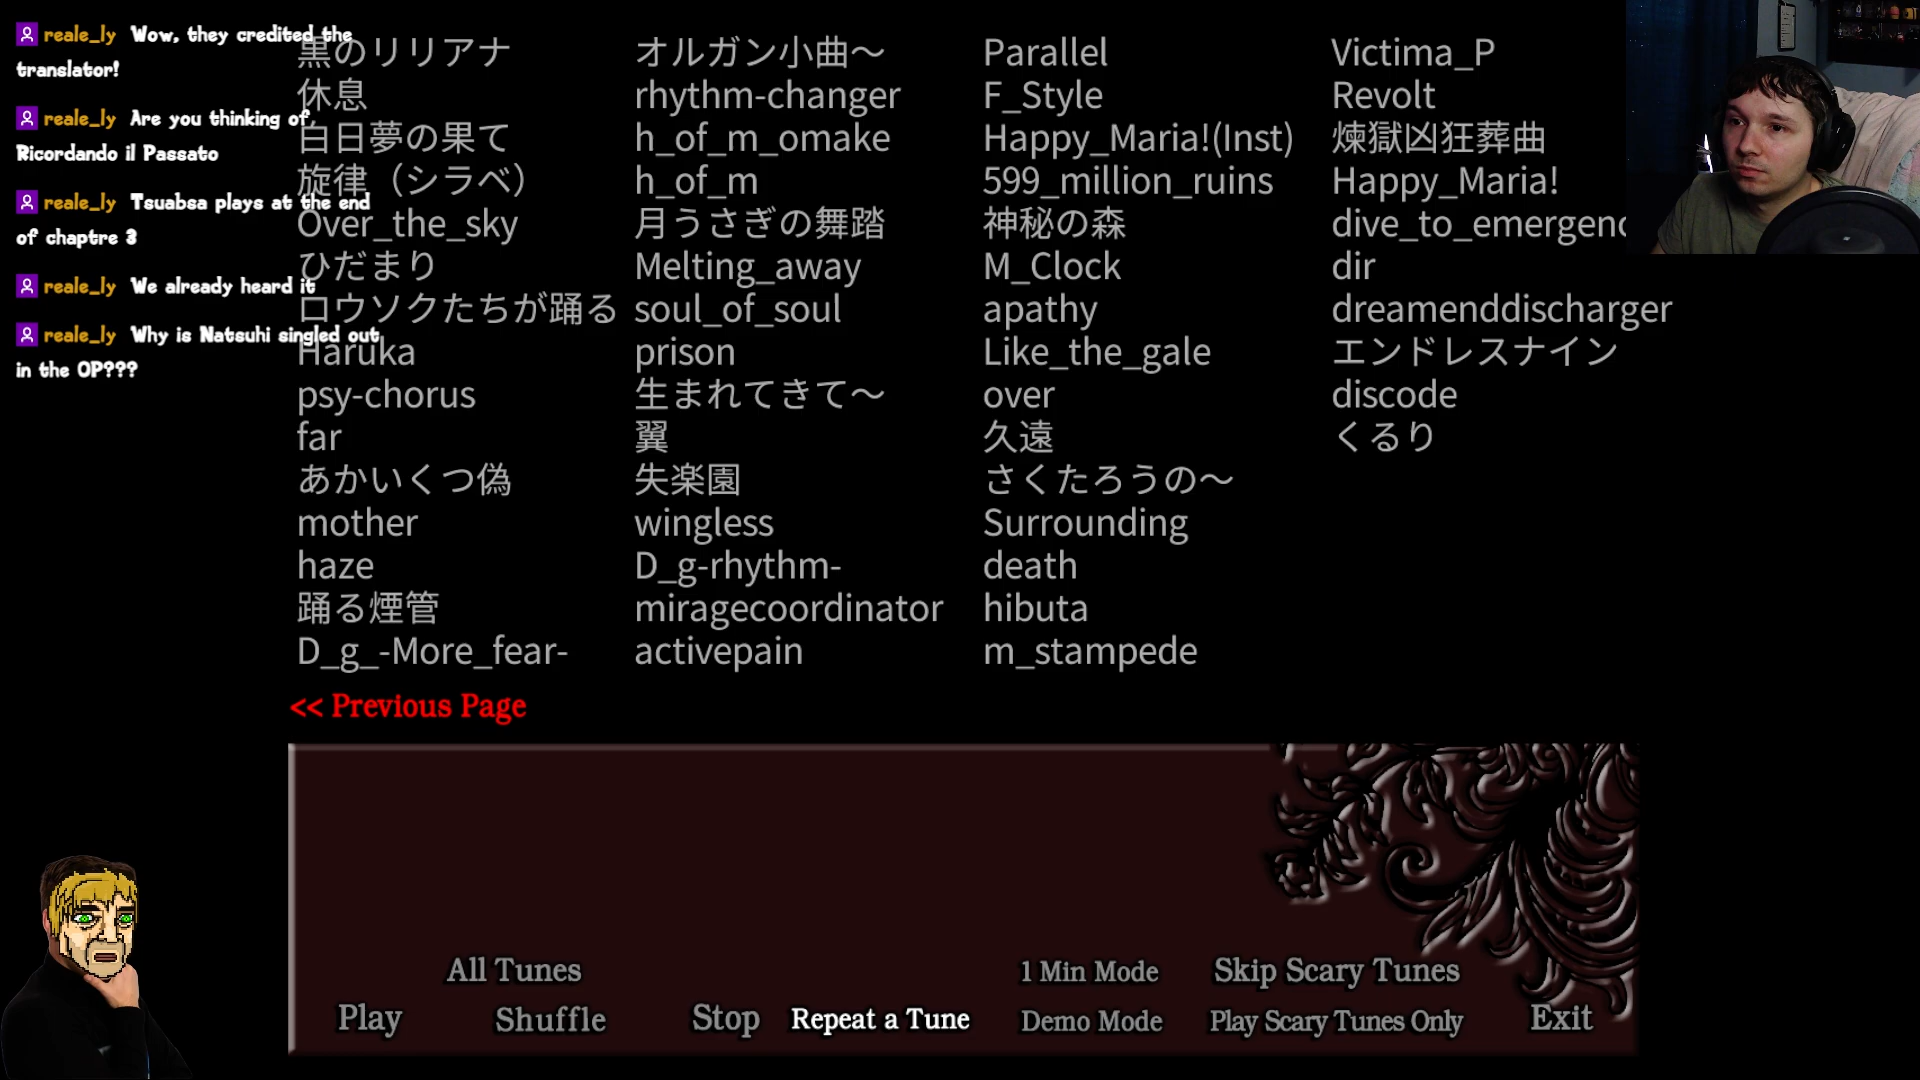 reale_ly Wow, they credited the
translator!
reale_ly Are you thinking of
Ricordando il Passato
reale_ly Tsuabsa plays at the end
of chaptre 3
reale_ly We already heard it
reale_ly Why is Natsuhi singled out
in the OP???
黒のリリアナ
休息
白日夢の果て
旋律（シラベ）
Over_the_sky
ひだまり
ロウソクたちが踊る
Haruka
psy-chorus
far
あかいくつ偽
mother
haze
踊る煙管
D_g_-More_fear-
オルガン小曲～
rhythm-changer
h_of_m_omake
h_of_m
月うさぎの舞踏
Melting_away
soul_of_soul
prison
生まれてきて～
翼
失楽園
wingless
D_g-rhythm-
miragecoordinator
activepain
Parallel
F_Style
Happy_Maria!(Inst)
599_million_ruins
神秘の森
M_Clock
apathy
Like_the_gale
over
久遠
さくたろうの～
Surrounding
death
hibuta
m_stampede
Victima_P
Revolt
煉獄凶狂葬曲
Happy_Maria!
dive_to_emergenc
dir
dreamenddischarger
エンドレスナイン
discode
くるり
<< Previous Page
All Tunes
1 Min Mode
Skip Scary Tunes
Play
Shuffle
Stop
Repeat a Tune
Demo Mode
Play Scary Tunes Only
Exit